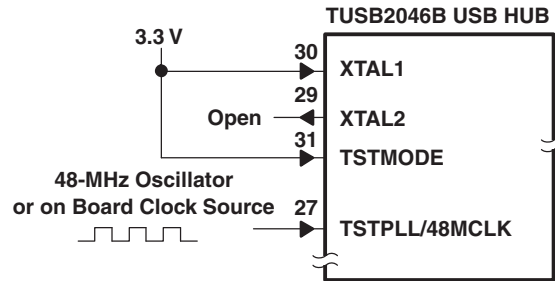 TUSB2046B USB HUB
3.3 V
30
XTAL1
29
Open
XTAL2
31
TSTMODE
48-MHz Oscillator
or on Board Clock Source
27
TSTPLL/48MCLK